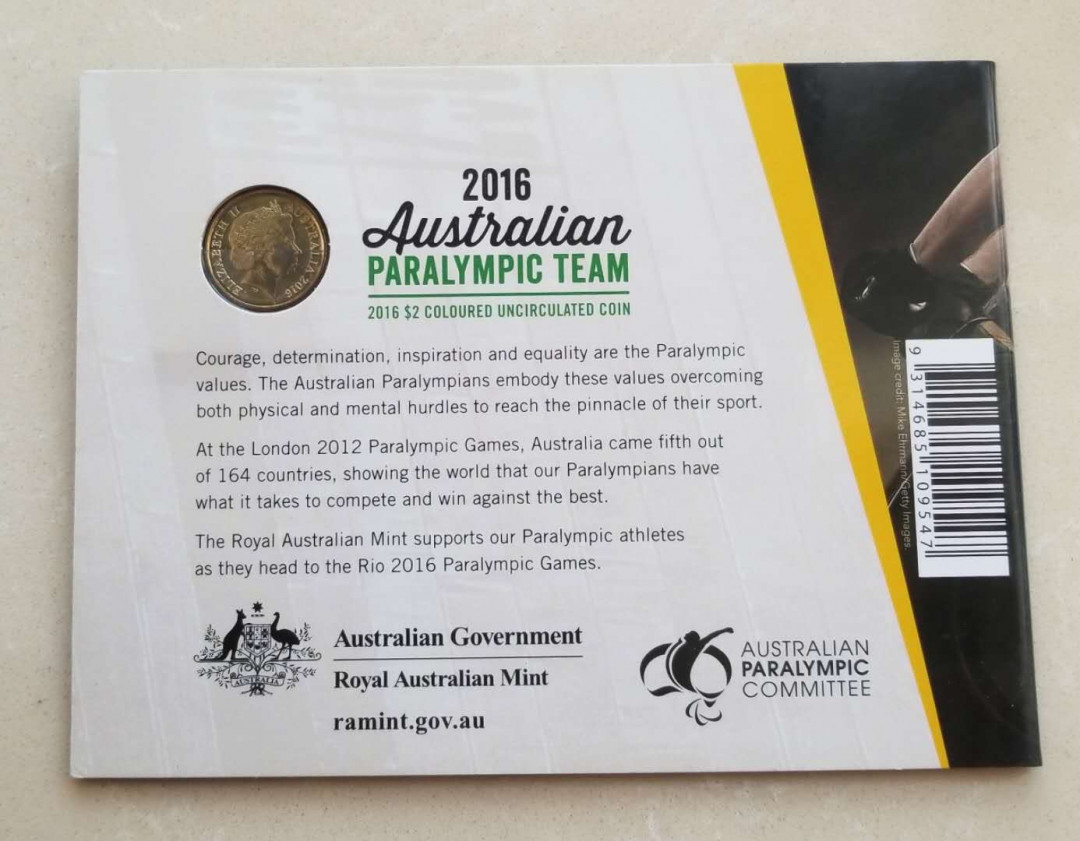 ELIZABETH II AUSTRALIA 2016
2016
Australian
PARALYMPIC TEAM
2016 $2 COLOURED UNCIRCULATED COIN
Courage, determination, inspiration and equality are the Paralympic
values. The Australian Paralympians embody these values overcoming
both physical and mental hurdles to reach the pinnacle of their sport.
At the London 2012 Paralympic Games, Australia came fifth out
of 164 countries, showing the world that our Paralympians have
what it takes to compete and win against the best.
The Royal Australian Mint supports our Paralympic athletes
as they head to the Rio 2016 Paralympic Games.
AUSTRALIA
Australian Government
Royal Australian Mint
ramint.gov.au
AUSTRALIAN
PARALYMPIC
COMMITTEE
Image credit: Mike Ehrmann/Getty Images.
9 314685 109547